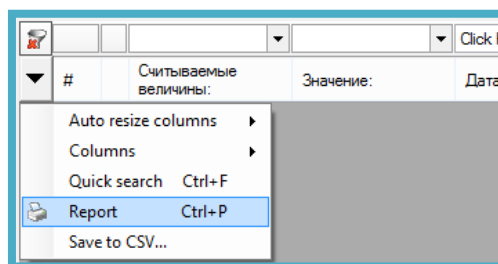 Click
#
Считываемые
величины:
Значение:
Дата
Auto resize columns
Columns
Quick search Ctrl+F
Report Ctrl+P
Save to CSV...